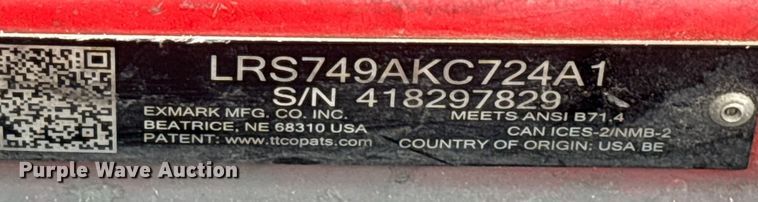 LRS749AKC724A1
S/N 418297829
EXMARK MFG. CO. INC.
BEATRICE, NE 68310 USA
PATENT: www.ttcopats.com
MEETS ANSI B71.4
CAN ICES-2/NMB-2
COUNTRY OF ORIGIN: USA BE
Purple Wave Auction